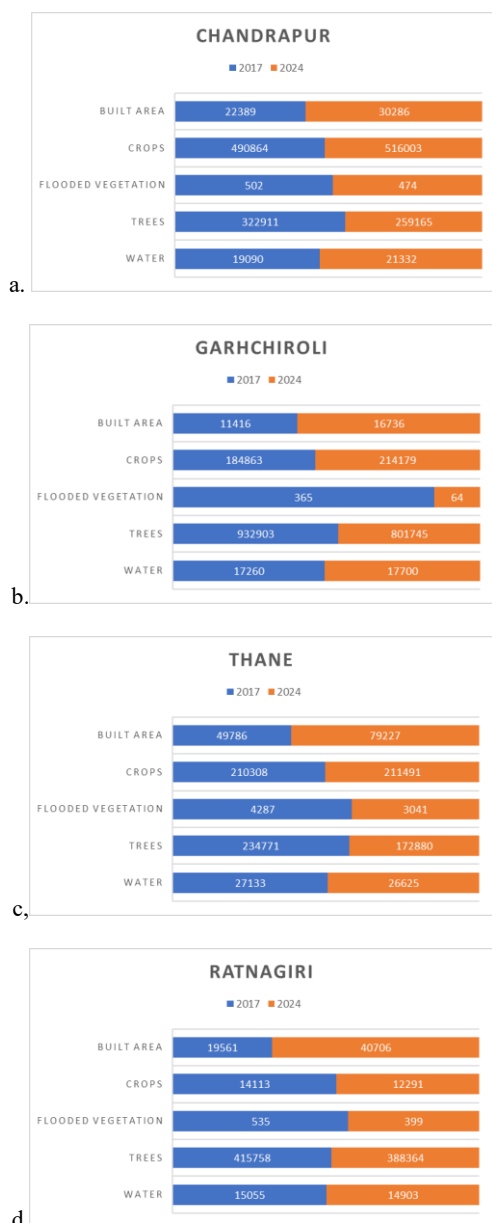 CHANDRAPUR
2017 2024
BUILT AREA 22389 30286
CROPS 490864 516003
FLOODED VEGETATION 502 474
TREES 322911 259165
WATER 19090 21332
a.
GARHCHIROLI
2017 2024
BUILT AREA 11416 16736
CROPS 184863 214179
FLOODED VEGETATION 365 64
TREES 932903 801745
WATER 17260 17700
b.
THANE
2017 2024
BUILT AREA 49786 79227
CROPS 210308 211491
FLOODED VEGETATION 4287 3041
TREES 234771 172880
WATER 27133 26625
c,
RATNAGIRI
2017 2024
BUILT AREA 19561 40706
CROPS 14113 12291
FLOODED VEGETATION 535 399
TREES 415758 388364
WATER 15055 14903
d